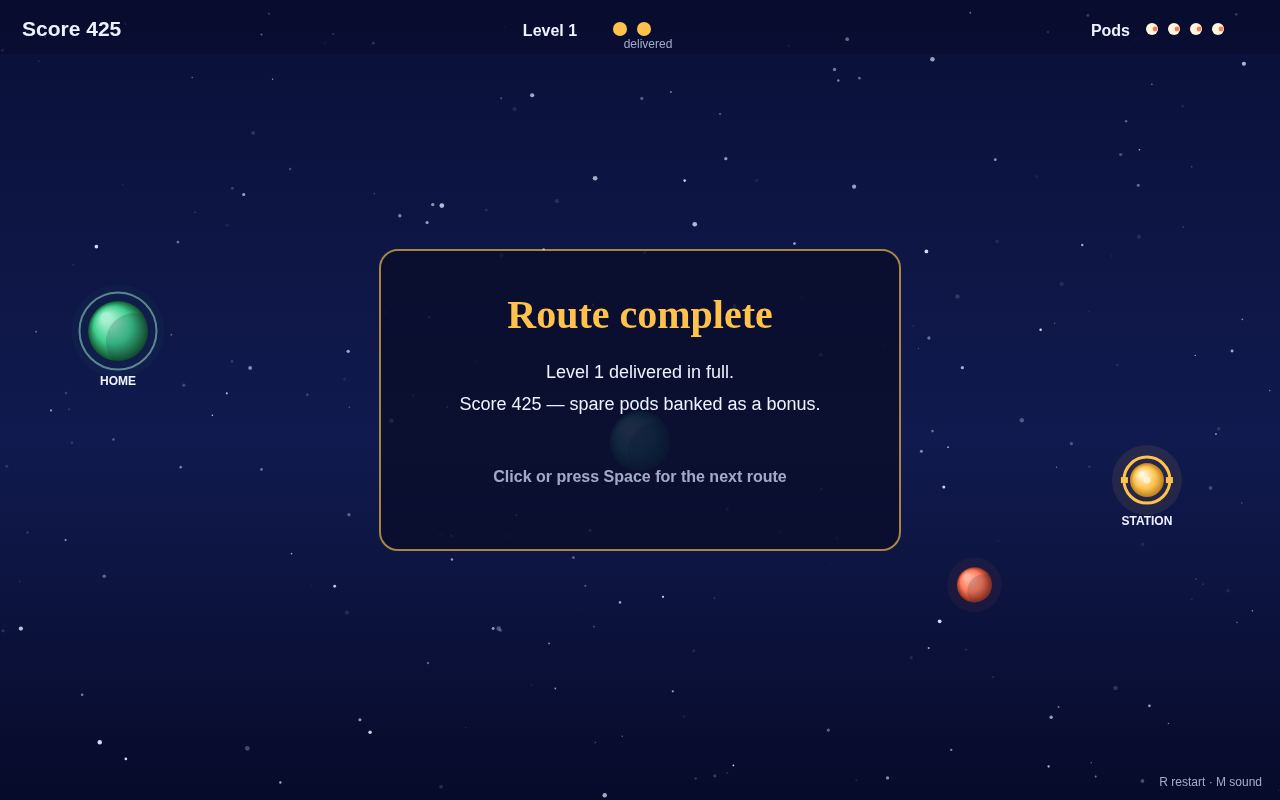 Score 425
Level 1
delivered
Pods
HOME
Route complete
Level 1 delivered in full.
Score 425 — spare pods banked as a bonus.
Click or press Space for the next route
STATION
R restart · M sound